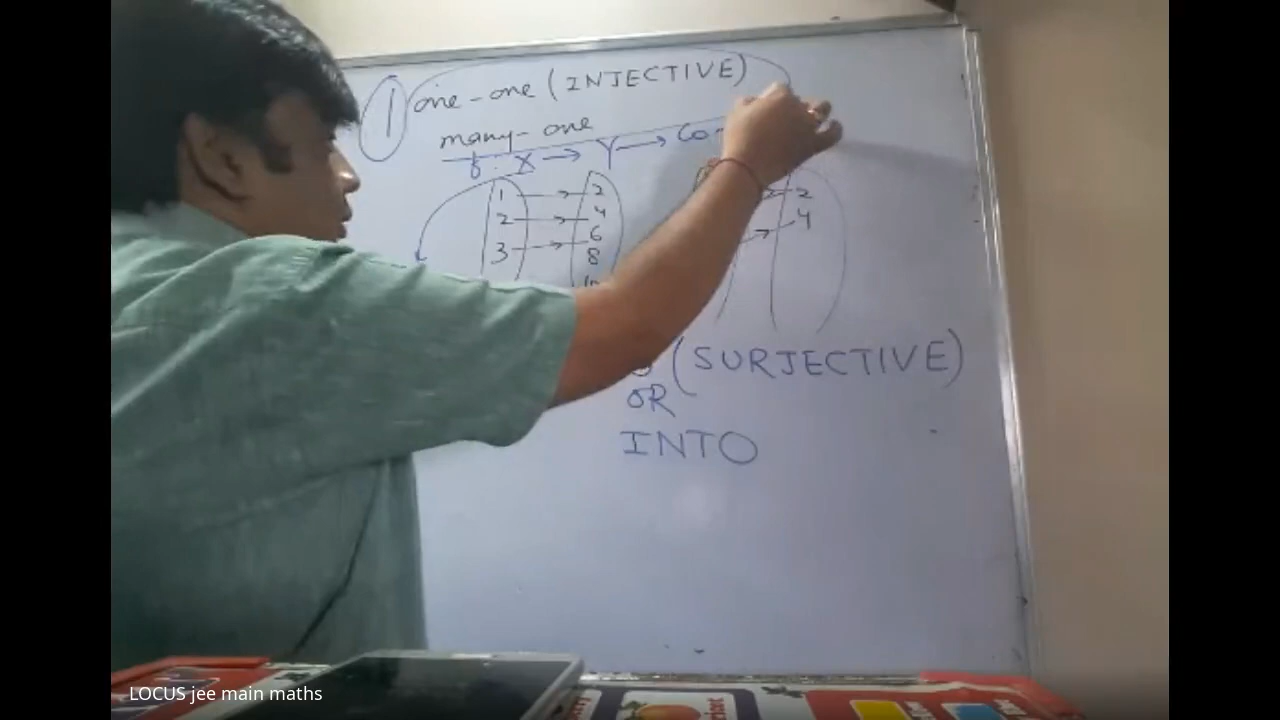 1 one-one (INJECTIVE)
many-one
f: X → Y → Co-
1 → 2
2 → 4
3 → 6
8
10
2
4
(SURJECTIVE)
OR
INTO
LOCUS jee main maths